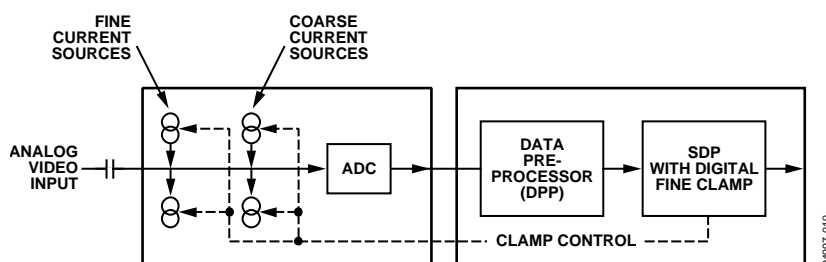 FINE
CURRENT
SOURCES
COARSE
CURRENT
SOURCES
ANALOG
VIDEO
INPUT
ADC
DATA
PRE-
PROCESSOR
(DPP)
SDP
WITH DIGITAL
FINE CLAMP
CLAMP CONTROL